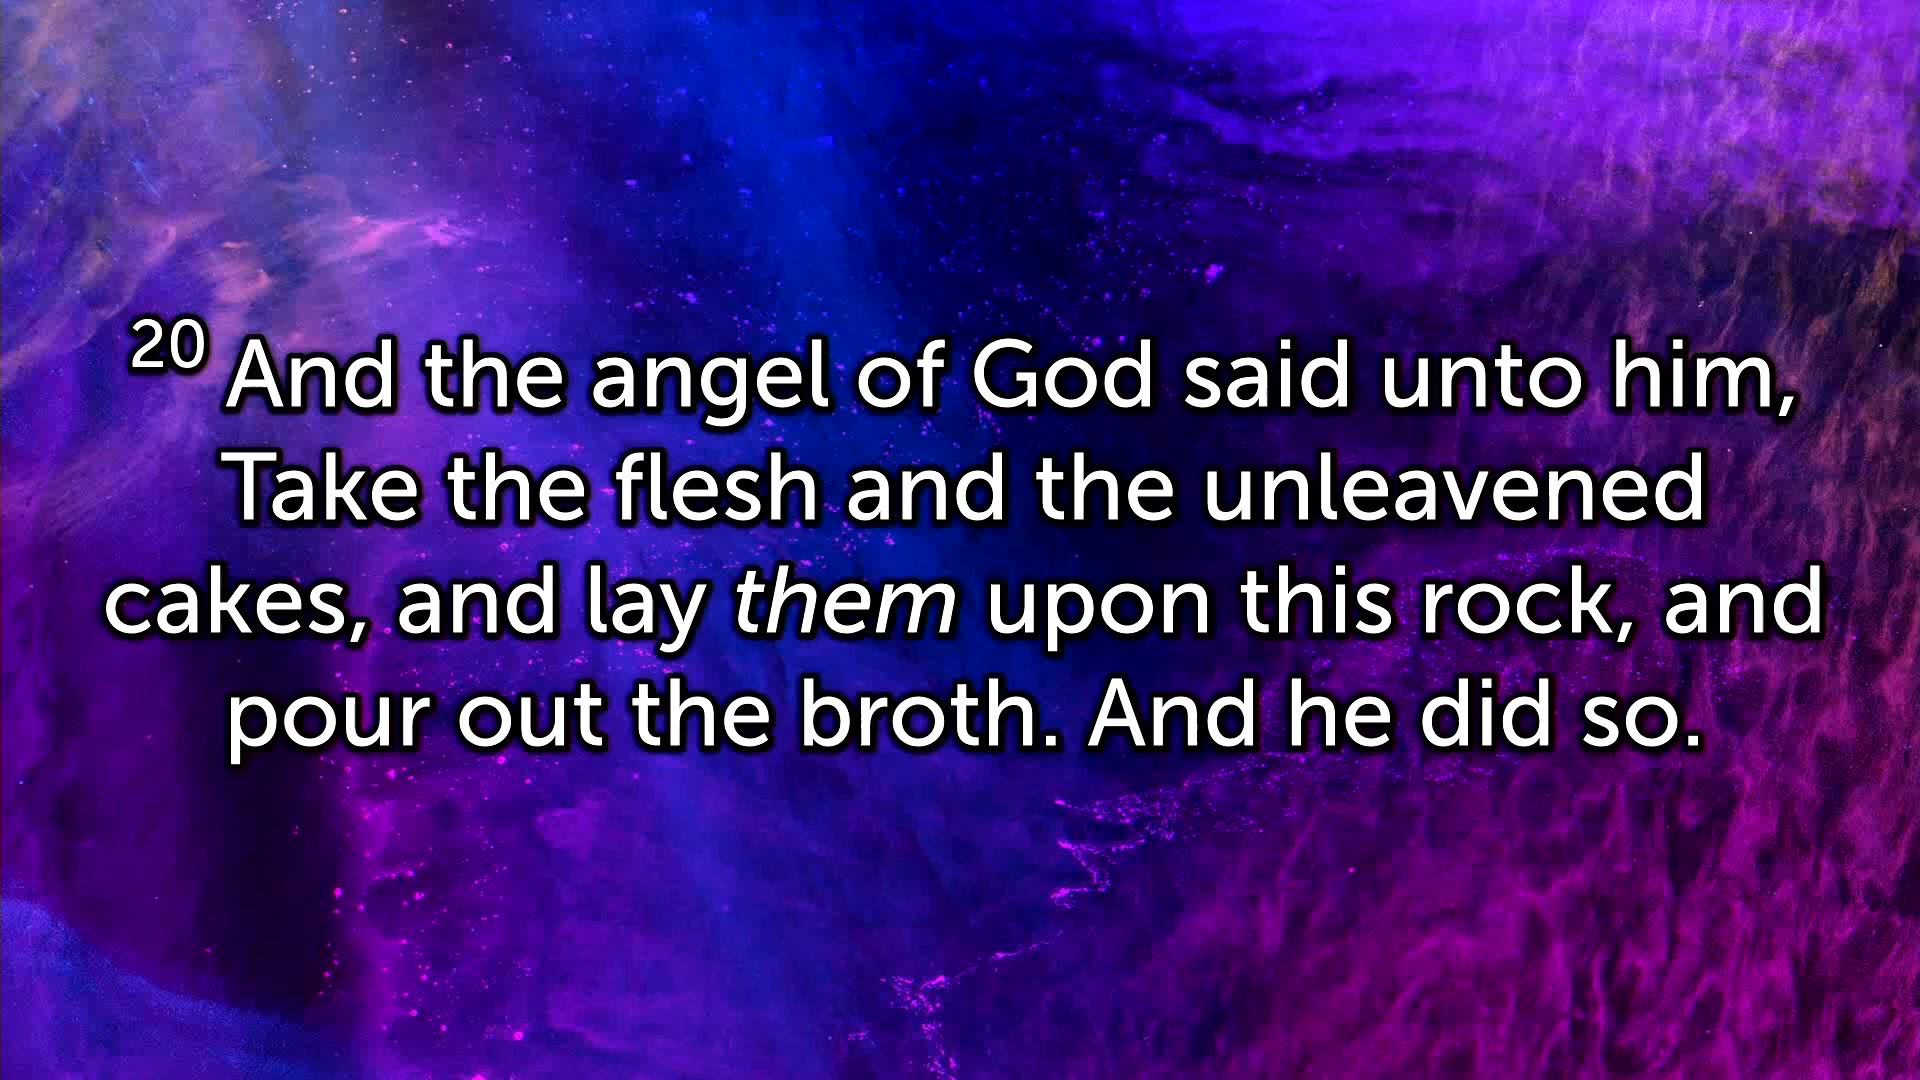 20 And the angel of God said unto him,
Take the flesh and the unleavened
cakes, and lay them upon this rock, and
pour out the broth. And he did so.